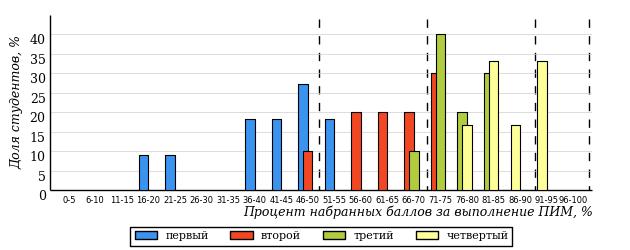 Доля студентов, %
40
35
30
25
20
15
10
5
0
0-5 6-10 11-15 16-20 21-25 26-30 31-35 36-40 41-45 46-50 51-55 56-60 61-65 66-70 71-75 76-80 81-85 86-90 91-95 96-100
Процент набранных баллов за выполнение ПИМ, %
первый второй третий четвертый